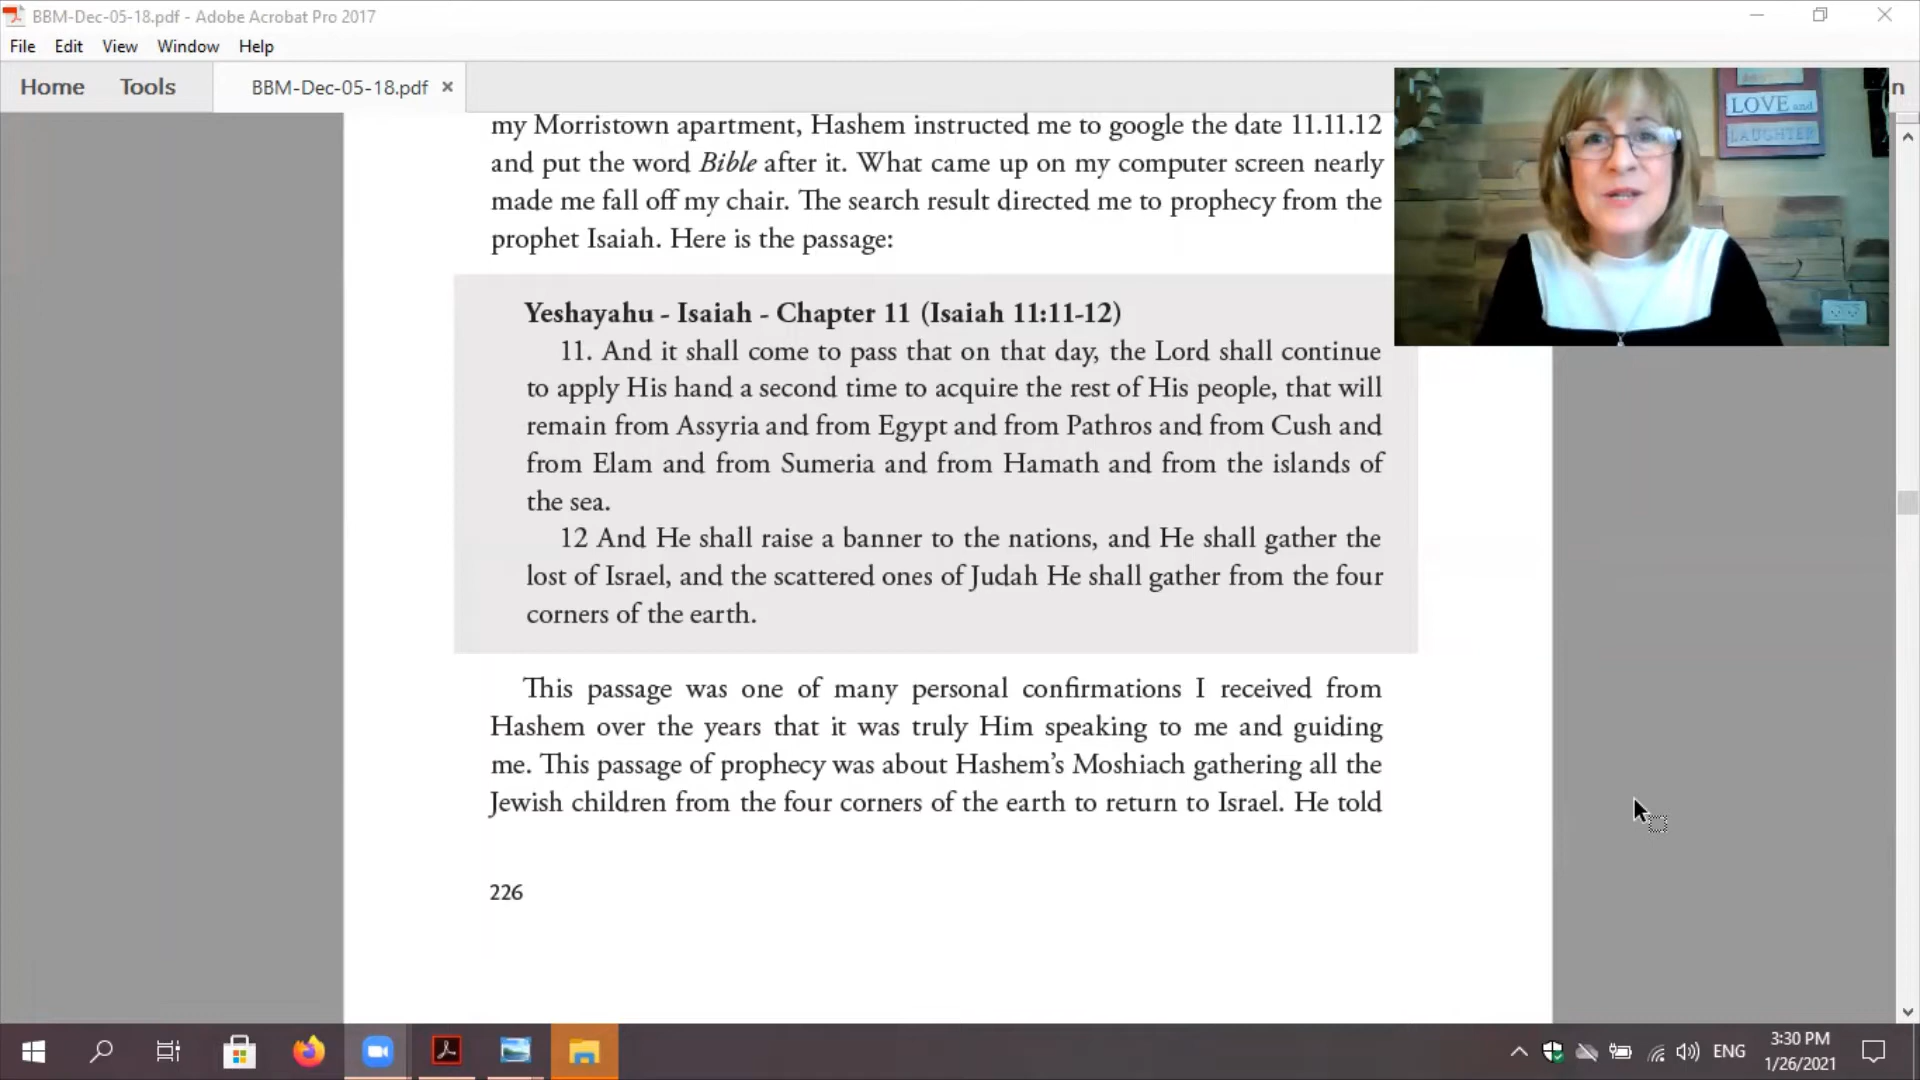 BBM-Dec-05-18.pdf - Adobe Acrobat Pro 2017
File Edit View Window Help
Home Tools BBM-Dec-05-18.pdf ×
n
LOVE and
LAUGHTER
my Morristown apartment, Hashem instructed me to google the date 11.11.12
and put the word Bible after it. What came up on my computer screen nearly
made me fall off my chair. The search result directed me to prophecy from the
prophet Isaiah. Here is the passage:
Yeshayahu - Isaiah - Chapter 11 (Isaiah 11:11-12)
11. And it shall come to pass that on that day, the Lord shall continue
to apply His hand a second time to acquire the rest of His people, that will
remain from Assyria and from Egypt and from Pathros and from Cush and
from Elam and from Sumeria and from Hamath and from the islands of
the sea.
12 And He shall raise a banner to the nations, and He shall gather the
lost of Israel, and the scattered ones of Judah He shall gather from the four
corners of the earth.
This passage was one of many personal confirmations I received from
Hashem over the years that it was truly Him speaking to me and guiding
me. This passage of prophecy was about Hashem’s Moshiach gathering all the
Jewish children from the four corners of the earth to return to Israel. He told
226
ENG
3:30 PM
1/26/2021